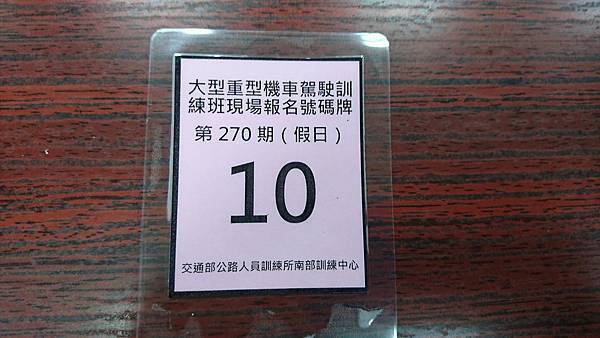 大型重型機車駕駛訓
練班現場報名號碼牌
第 270 期 ( 假日 )
10
交通部公路人員訓練所南部訓練中心